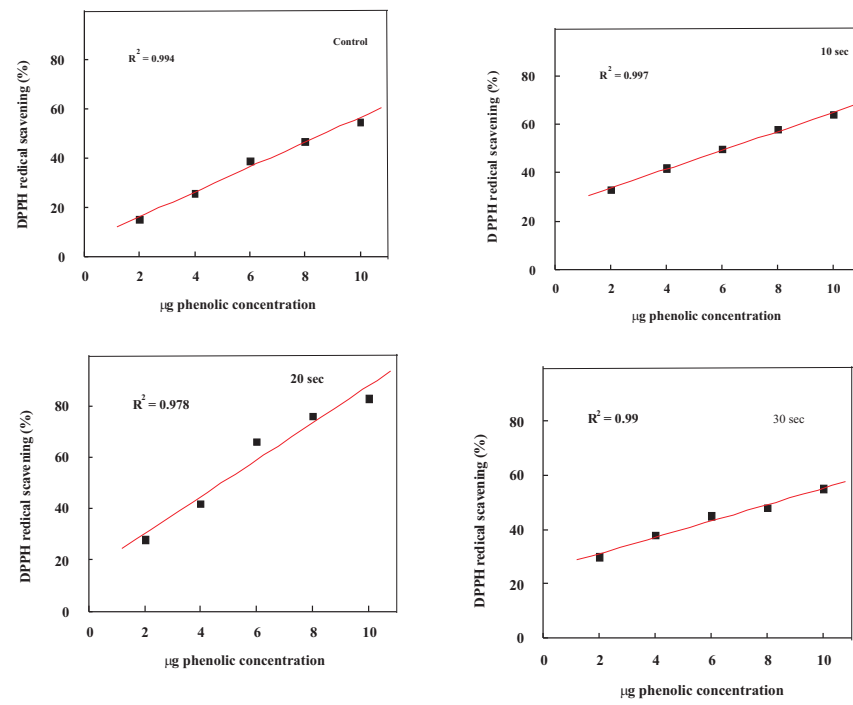 Control
R² = 0.994
DPPH redical scavening (%)
80
60
40
20
0
0 2 4 6 8 10
μg phenolic concentration
10 sec
R² = 0.997
DPPH redical scavening (%)
80
60
40
20
0
0 2 4 6 8 10
μg phenolic concentration
20 sec
R² = 0.978
DPPH redical scavening (%)
80
60
40
20
0
0 2 4 6 8 10
μg phenolic concentration
R² = 0.99
30 sec
DPPH redical scavening (%)
80
60
40
20
0
0 2 4 6 8 10
μg phenolic concentration